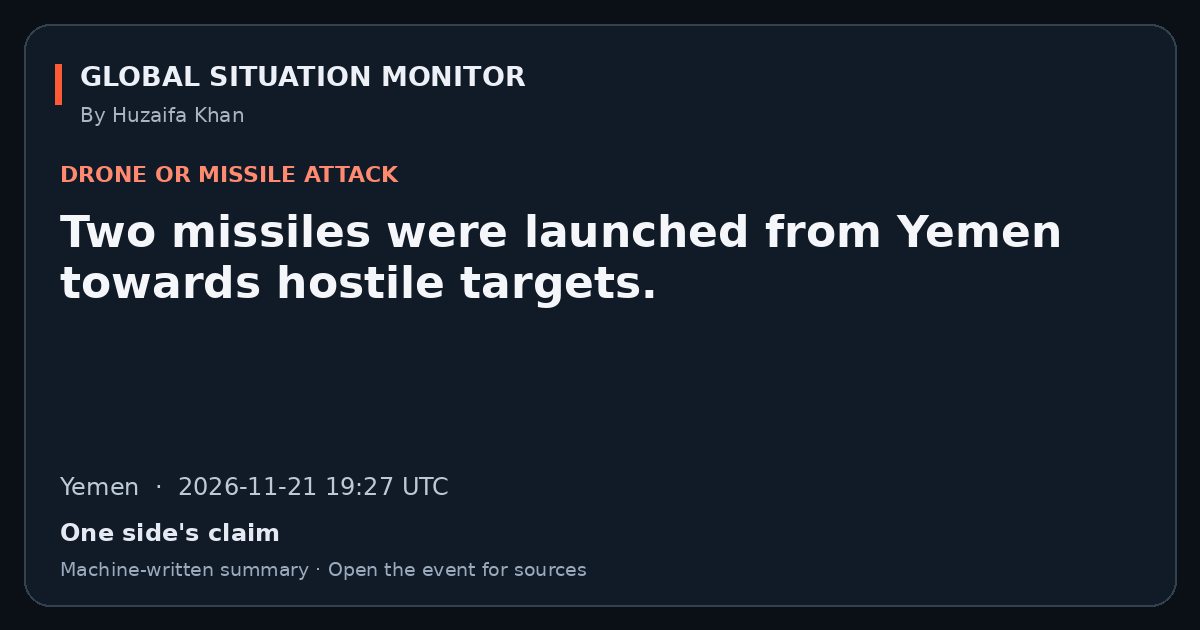 GLOBAL SITUATION MONITOR
By Huzaifa Khan
DRONE OR MISSILE ATTACK
Two missiles were launched from Yemen
towards hostile targets.
Yemen · 2026-11-21 19:27 UTC
One side's claim
Machine-written summary · Open the event for sources